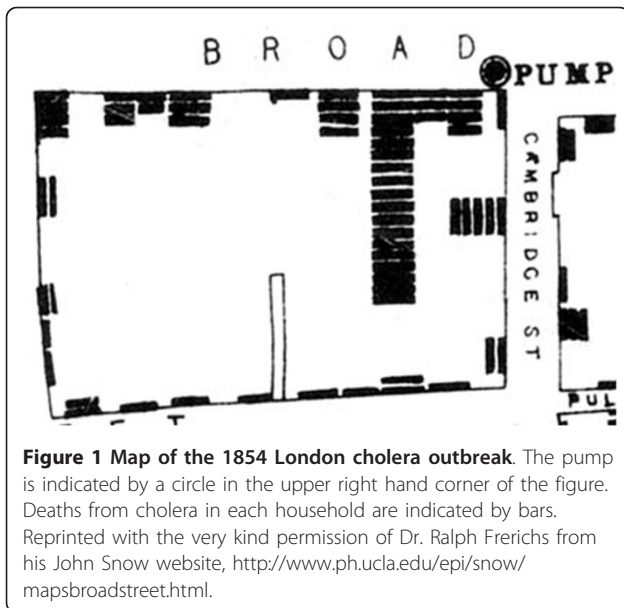 BROAD
PUMP
CAMBRIDGE ST
PUL
ET
Figure 1 Map of the 1854 London cholera outbreak. The pump
is indicated by a circle in the upper right hand corner of the figure.
Deaths from cholera in each household are indicated by bars.
Reprinted with the very kind permission of Dr. Ralph Frerichs from
his John Snow website, http://www.ph.ucla.edu/epi/snow/
mapsbroadstreet.html.